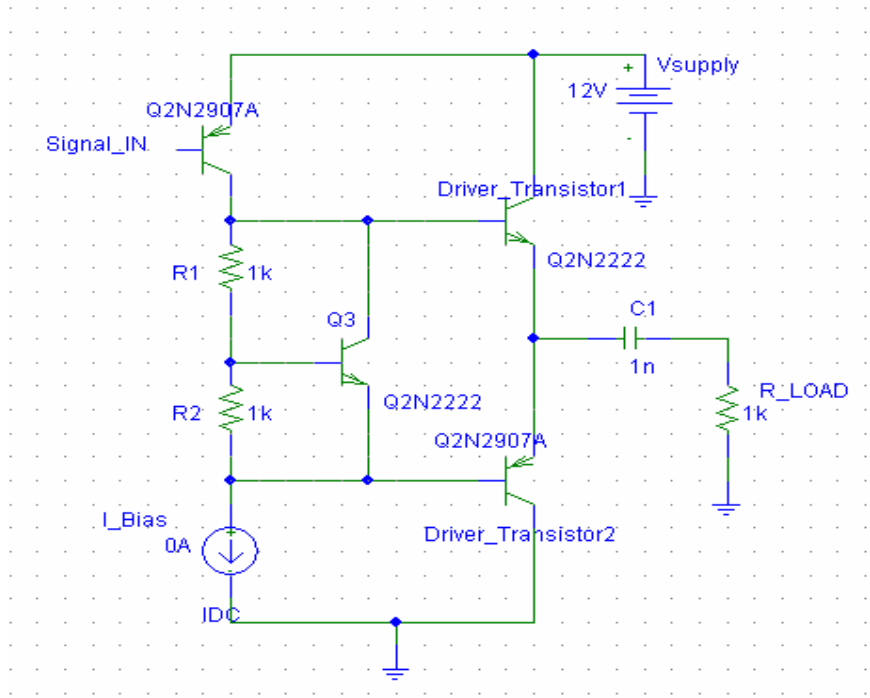 Vsupply
+
12V
-
Q2N2907A
Signal_IN
Driver_Transistor1
Q2N2222
R1
1k
Q3
C1
1n
R_LOAD
1k
R2
1k
Q2N2222
Q2N2907A
I_Bias
+
0A
-
Driver_Transistor2
IDC